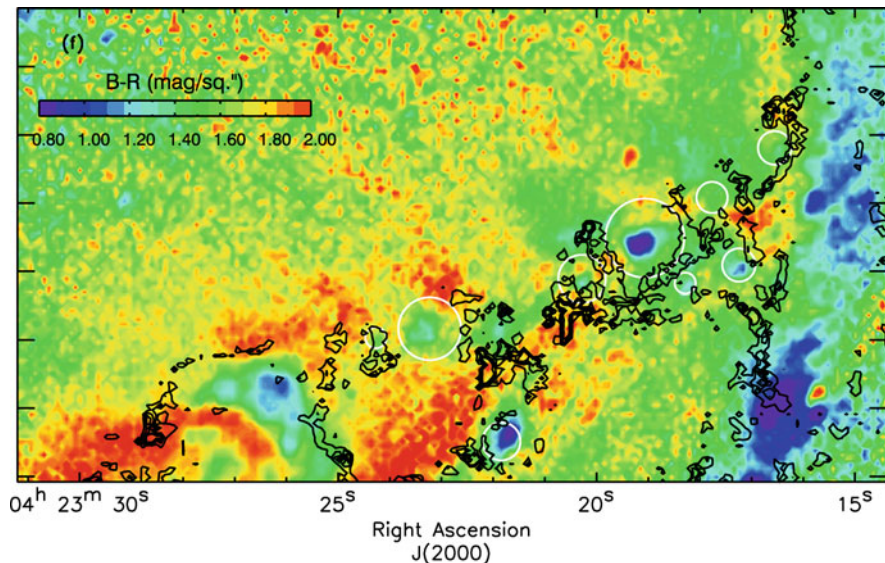 (f)
B-R (mag/sq.")
0.80 1.00 1.20 1.40 1.60 1.80 2.00
04h 23m 30s 25s 20s 15s
Right Ascension
J(2000)